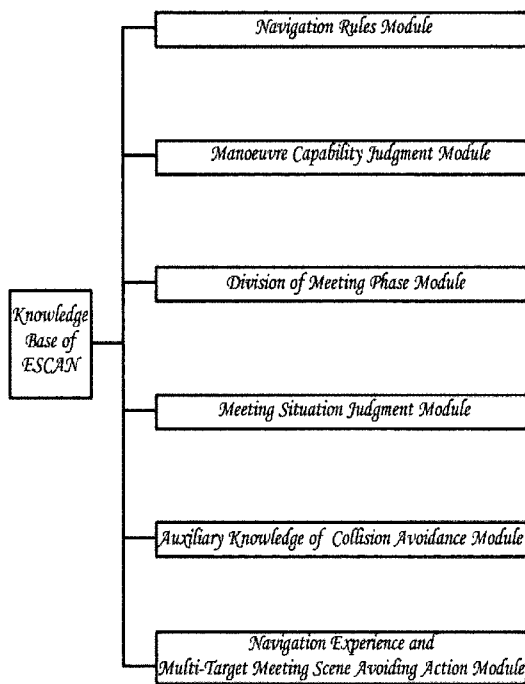 Navigation Rules Module
Manoeuvre Capability Judgment Module
Division of Meeting Phase Module
Knowledge
Base of
ESCAN
Meeting Situation Judgment Module
Auxiliary Knowledge of Collision Avoidance Module
Navigation Experience and
Multi-Target Meeting Scene Avoiding Action Module